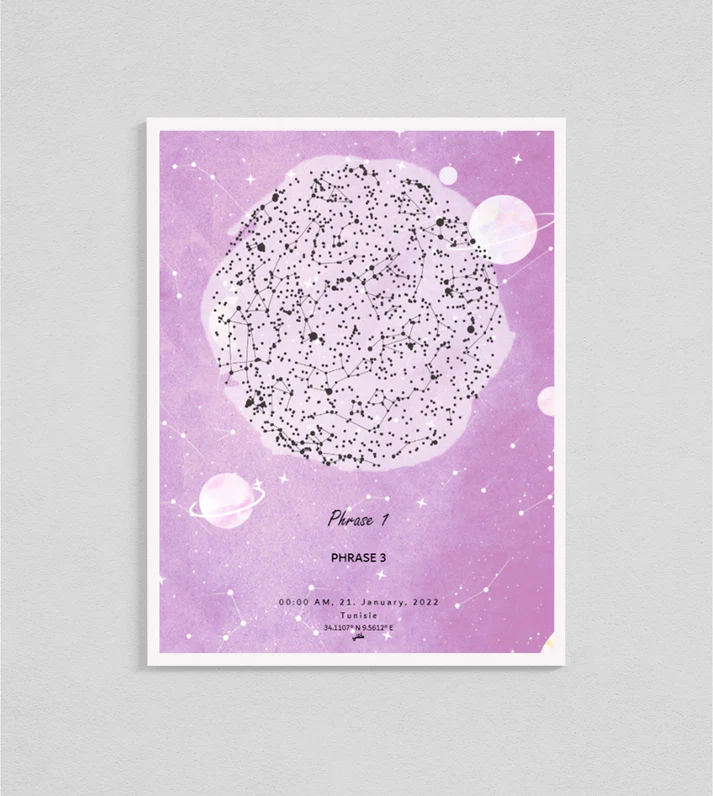 Phrase 1
PHRASE 3
00:00 AM, 21. January, 2022
Tunisie
34.1107° N 9.5612° E